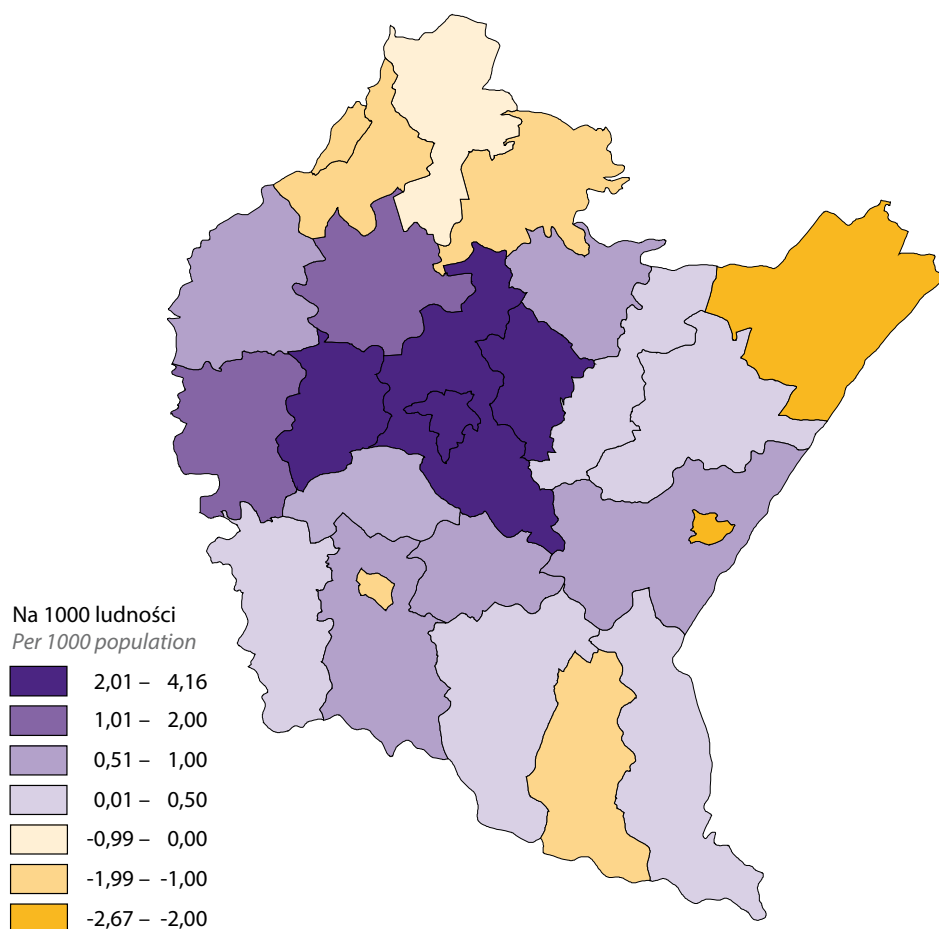 Na 1000 ludności
Per 1000 population
2,01 – 4,16
1,01 – 2,00
0,51 – 1,00
0,01 – 0,50
-0,99 – 0,00
-1,99 – -1,00
-2,67 – -2,00